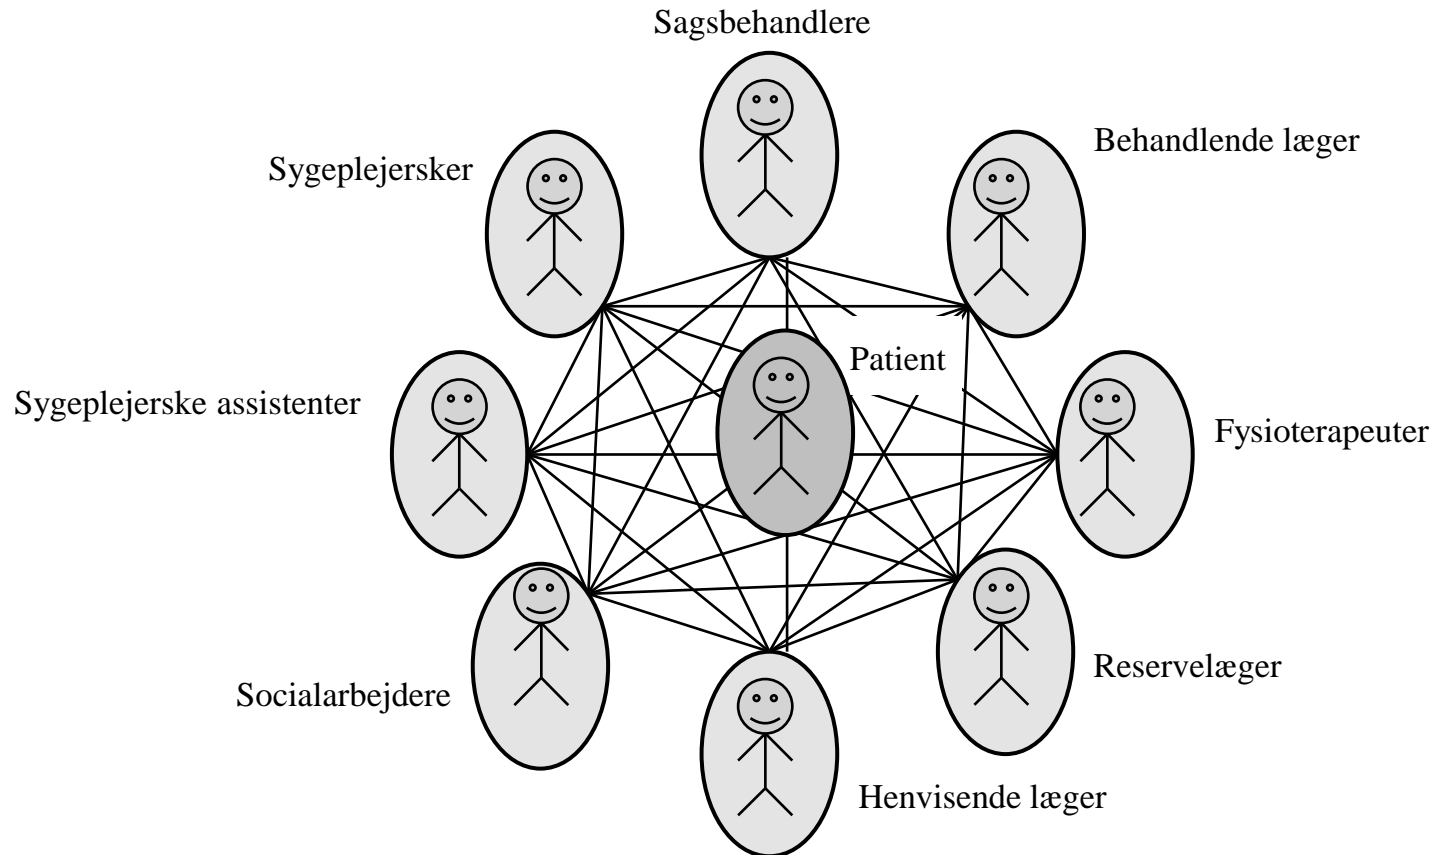 Sagsbehandlere
Behandlende læger
Sygeplejersker
Patient
Sygeplejerske assistenter
Fysioterapeuter
Reservelæger
Socialarbejdere
Henvisende læger